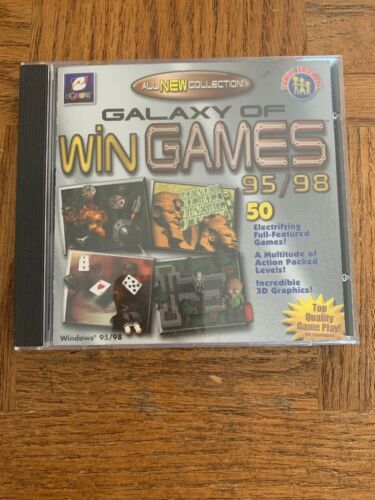 eGAMES
ALL NEW COLLECTION!
GALAXY OF
WiN GAMES
95/98
50
Electrifying
Full-Featured
Games!
A Multitude of
Action Packed
Levels!
Incredible
3D Graphics!
Top
Quality
Game Play!
Windows® 95/98